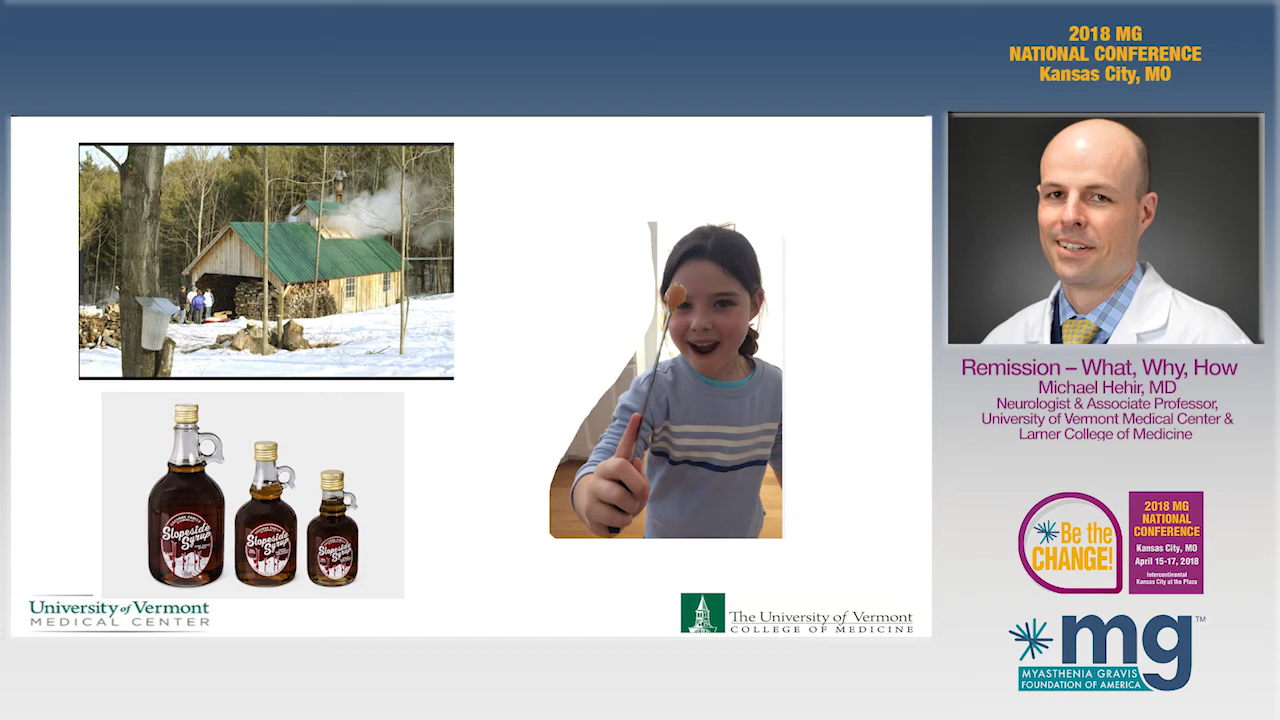 2018 MG
NATIONAL CONFERENCE
Kansas City, MO
Slopeside
Syrup
Slopeside
Syrup
Slopeside
Syrup
University of Vermont
MEDICAL CENTER
The University of Vermont
COLLEGE OF MEDICINE
Remission – What, Why, How
Michael Hehir, MD
Neurologist & Associate Professor,
University of Vermont Medical Center &
Larner College of Medicine
Be the
CHANGE!
2018 MG
NATIONAL
CONFERENCE
Kansas City, MO
April 15-17, 2018
Intercontinental
Kansas City at the Plaza
mg™
MYASTHENIA GRAVIS
FOUNDATION OF AMERICA